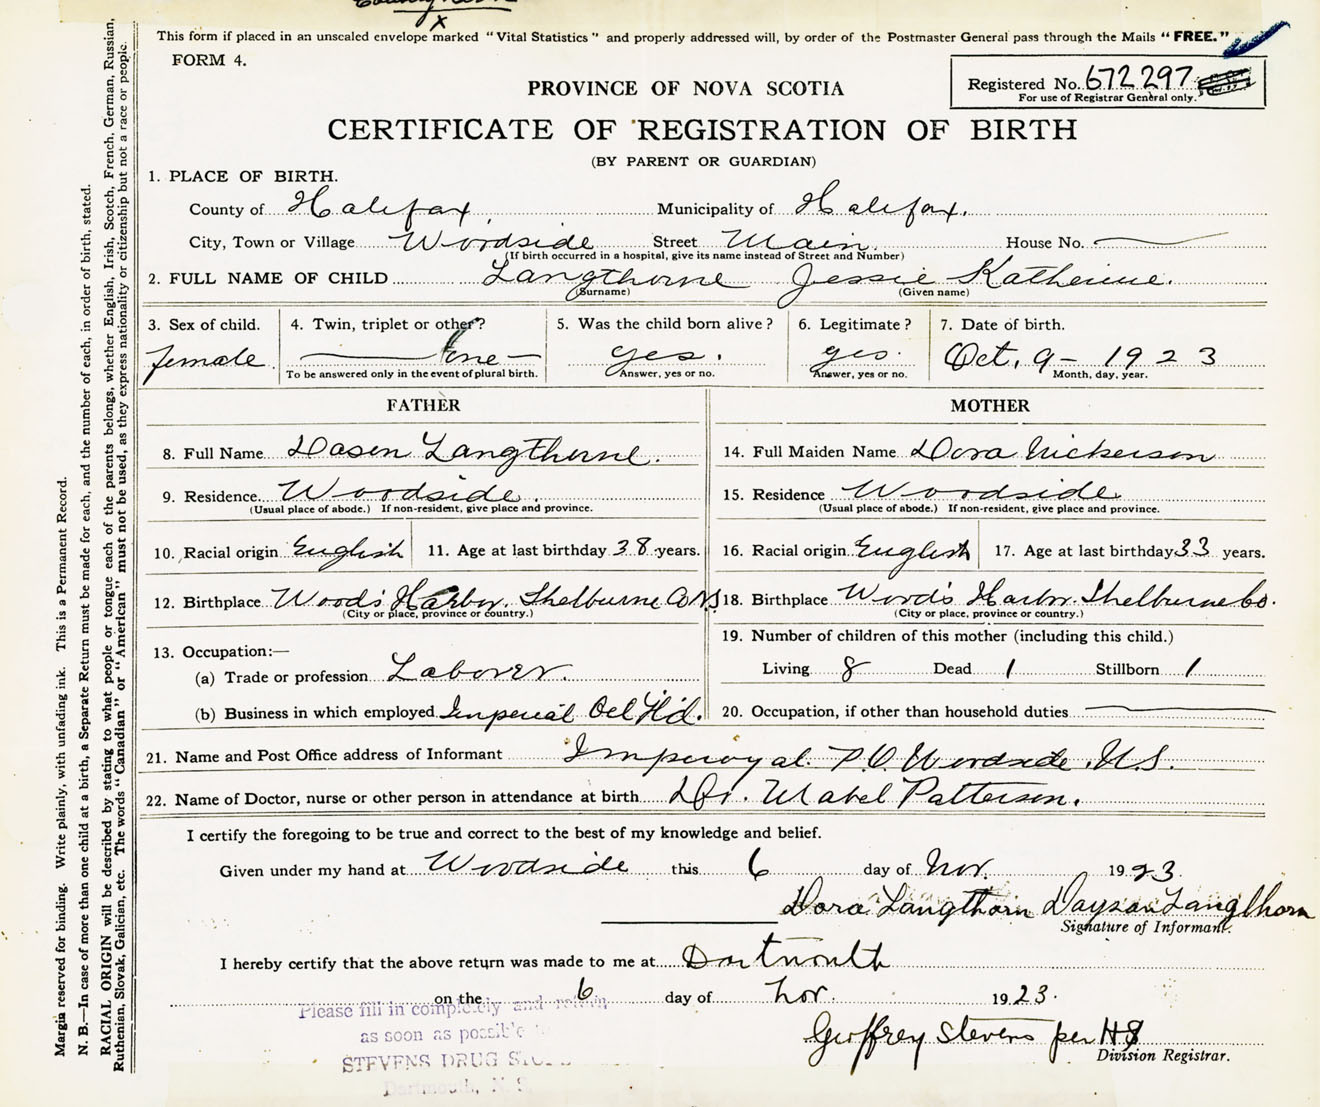 This form if placed in an unsealed envelope marked "Vital Statistics" and properly addressed will, by order of the Postmaster General pass through the Mails "FREE."
x
FORM 4.
Registered No. 672297
For use of Registrar General only.
PROVINCE OF NOVA SCOTIA
CERTIFICATE OF REGISTRATION OF BIRTH
(BY PARENT OR GUARDIAN)
1. PLACE OF BIRTH.
County of Halifax, Municipality of Halifax.
City, Town or Village Woodside Street Main. House No. —
(If birth occurred in a hospital, give its name instead of Street and Number)
2. FULL NAME OF CHILD Langthorne Jessie Katherine.
(Surname) (Given name)
3. Sex of child. 4. Twin, triplet or other? 5. Was the child born alive? 6. Legitimate? 7. Date of birth.
female — one — yes. yes. Oct. 9 - 1923
To be answered only in the event of plural birth. Answer, yes or no. Answer, yes or no. Month, day, year.
FATHER MOTHER
8. Full Name Dasen Langthorne. 14. Full Maiden Name Dora Nickerson
9. Residence Woodside. 15. Residence Woodside
(Usual place of abode.) If non-resident, give place and province. (Usual place of abode.) If non-resident, give place and province.
10. Racial origin English 11. Age at last birthday 38 years. 16. Racial origin English 17. Age at last birthday 33 years.
12. Birthplace Wood's Harbor. Shelburne Co N.S 18. Birthplace Wood's Harbor. Shelburne Co.
(City or place, province or country.) (City or place, province or country.)
13. Occupation:— 19. Number of children of this mother (including this child.)
(a) Trade or profession Laborer. Living 8 Dead 1 Stillborn 1
(b) Business in which employed Imperial Oel Ltd. 20. Occupation, if other than household duties —
21. Name and Post Office address of Informant Imperoyal P.O. Woodside N.S.
22. Name of Doctor, nurse or other person in attendance at birth Dr. Mabel Patterson.
I certify the foregoing to be true and correct to the best of my knowledge and belief.
Given under my hand at Woodside this 6 day of Nov. 1923.
Dora Langthorn Dayson Langlhorn
Signature of Informant.
I hereby certify that the above return was made to me at Dartmouth
on the 6 day of Nov. 1923.
Please fill in completely and return
as soon as possible
STEVENS DRUG
Dartmouth, N.S.
Geoffrey Stevens per HS
Division Registrar.
Margin reserved for binding. Write plainly, with unfading ink. This is a Permanent Record.
N. B.—In case of more than one child at a birth, a Separate Return must be made for each, and the number of each, in order of birth, stated.
RACIAL ORIGIN will be described by stating to what people or tongue each of the parents belongs, whether English, Irish, Scotch, French, German, Russian,
Ruthenian, Slovak, Galician, etc. The words "Canadian" or "American" must not be used, as they express nationality or citizenship but not a race or people.